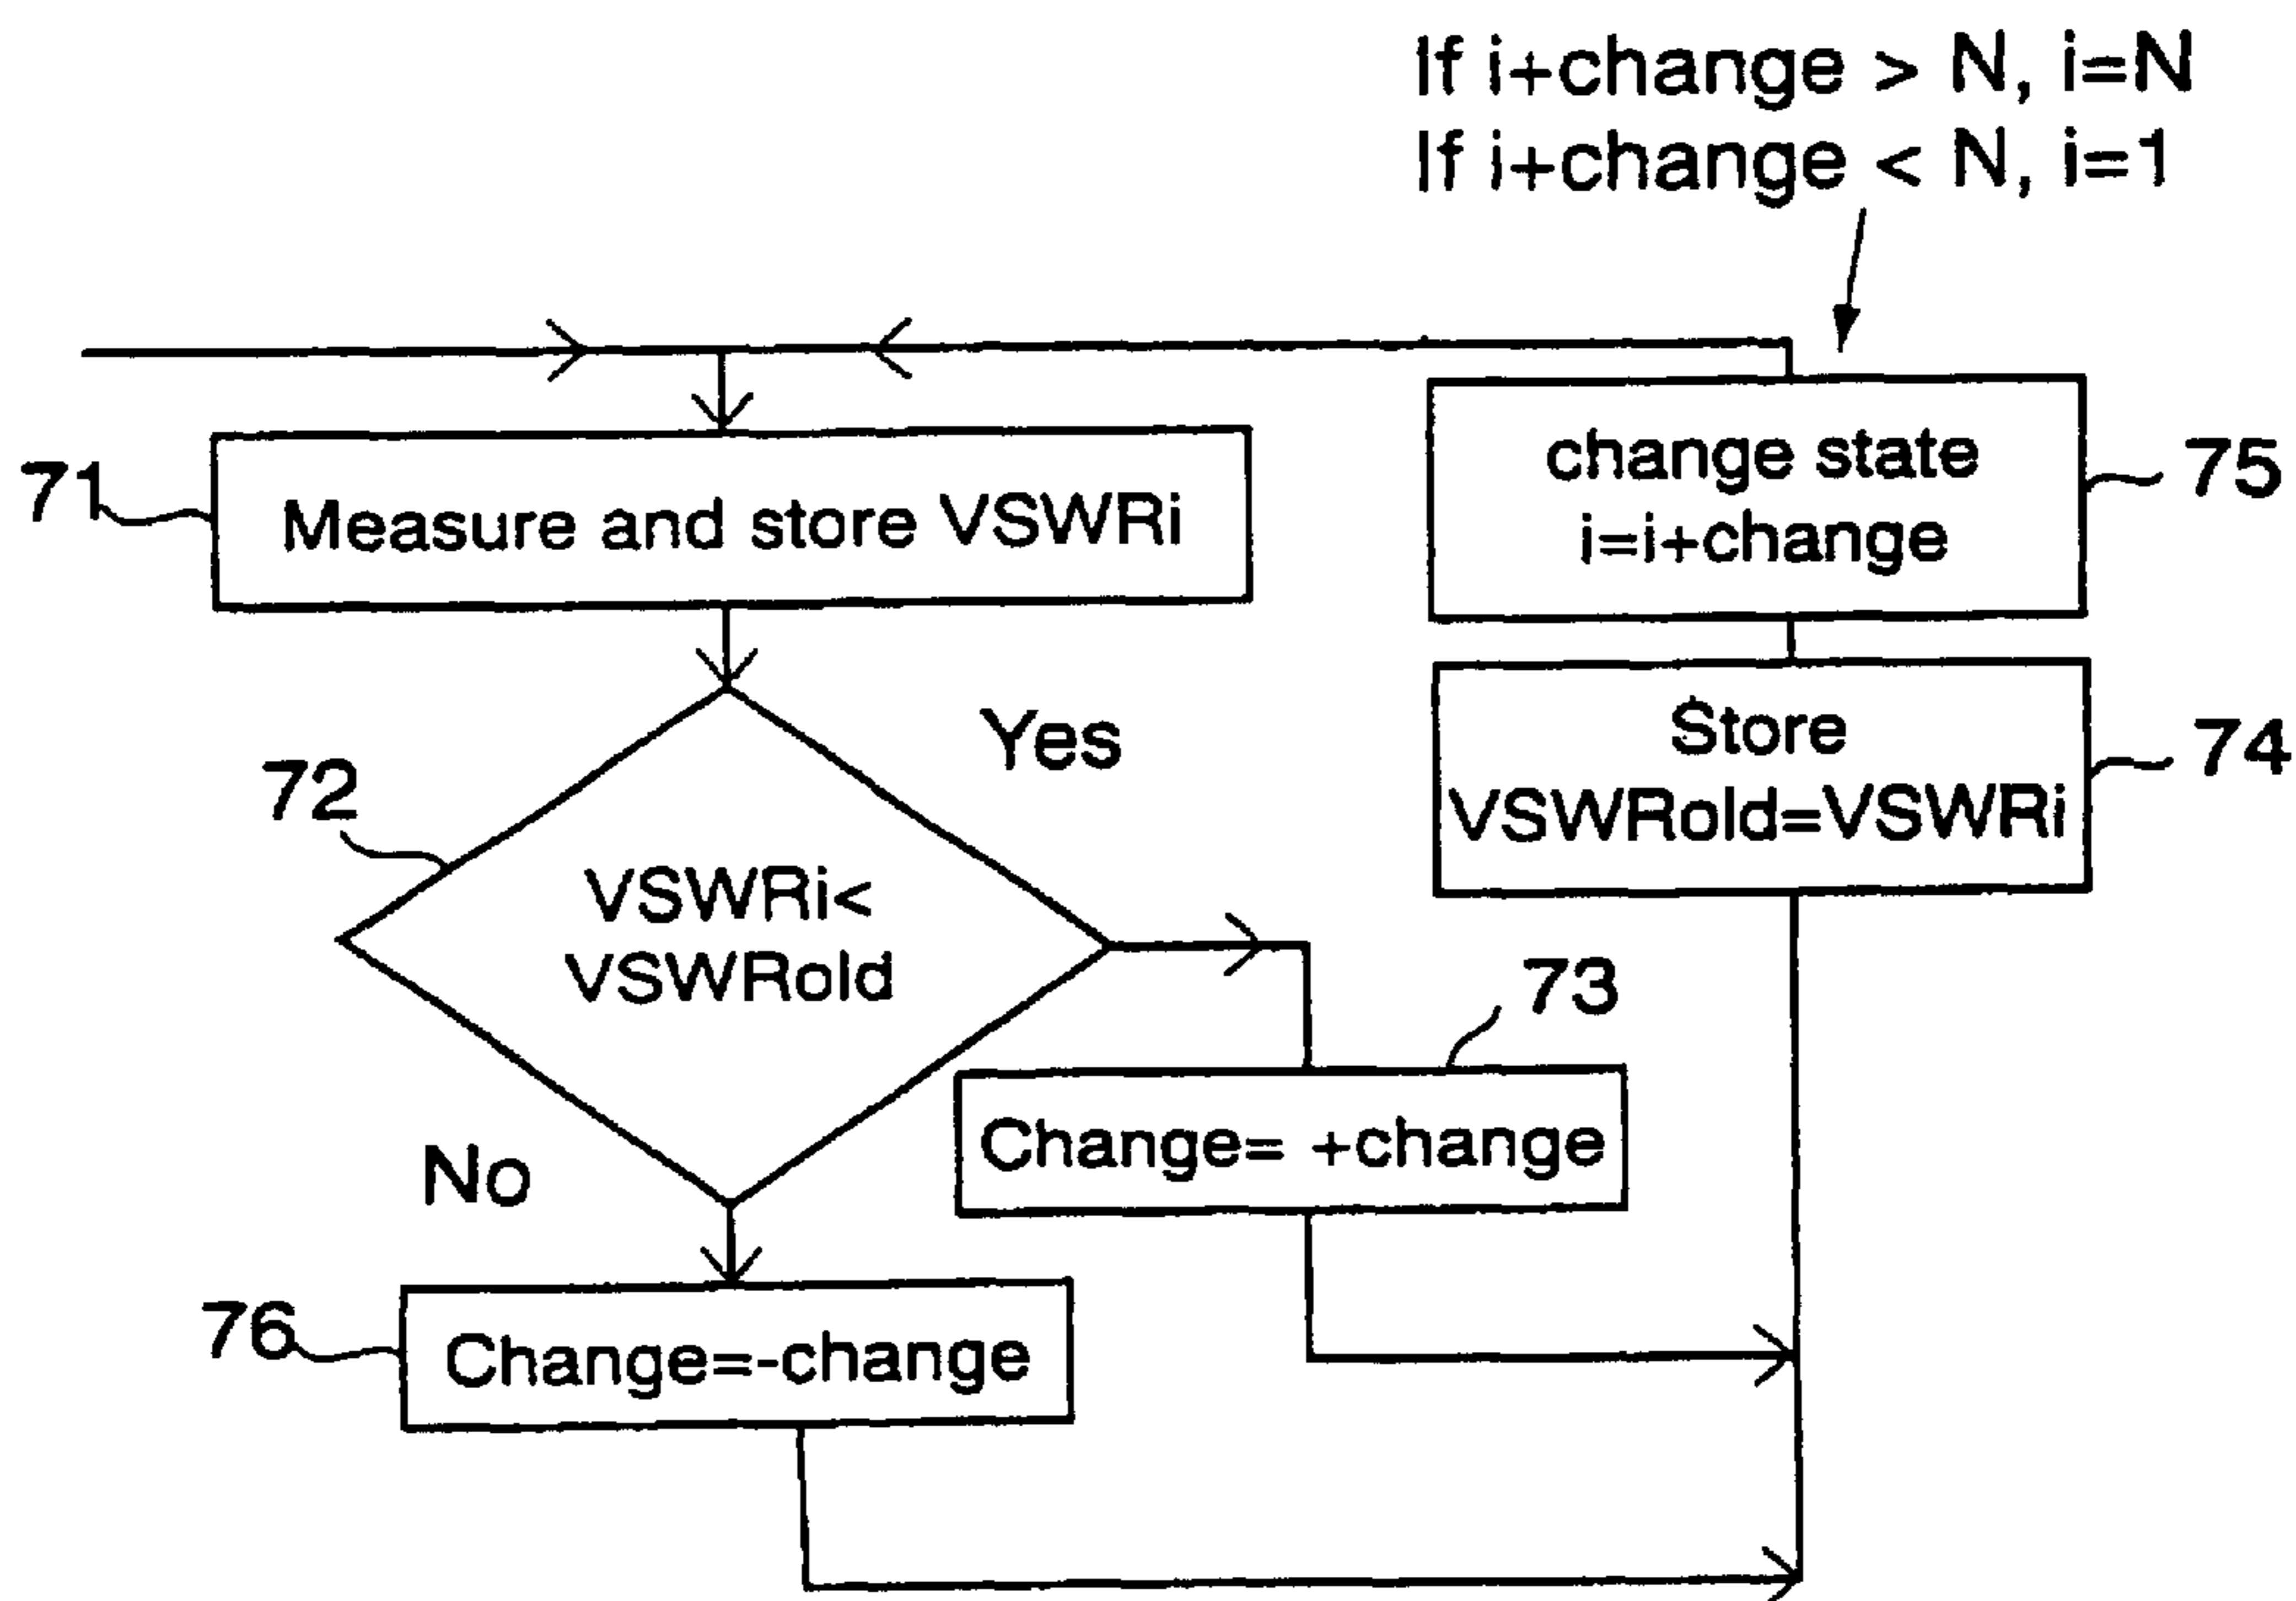 If i+change > N, i=N
If i+change < N, i=1
71
Measure and store VSWRi
change state
i=i+change
75
Store
VSWRold=VSWRi
74
72
Yes
VSWRi<
VSWRold
73
Change= +change
No
76
Change=-change